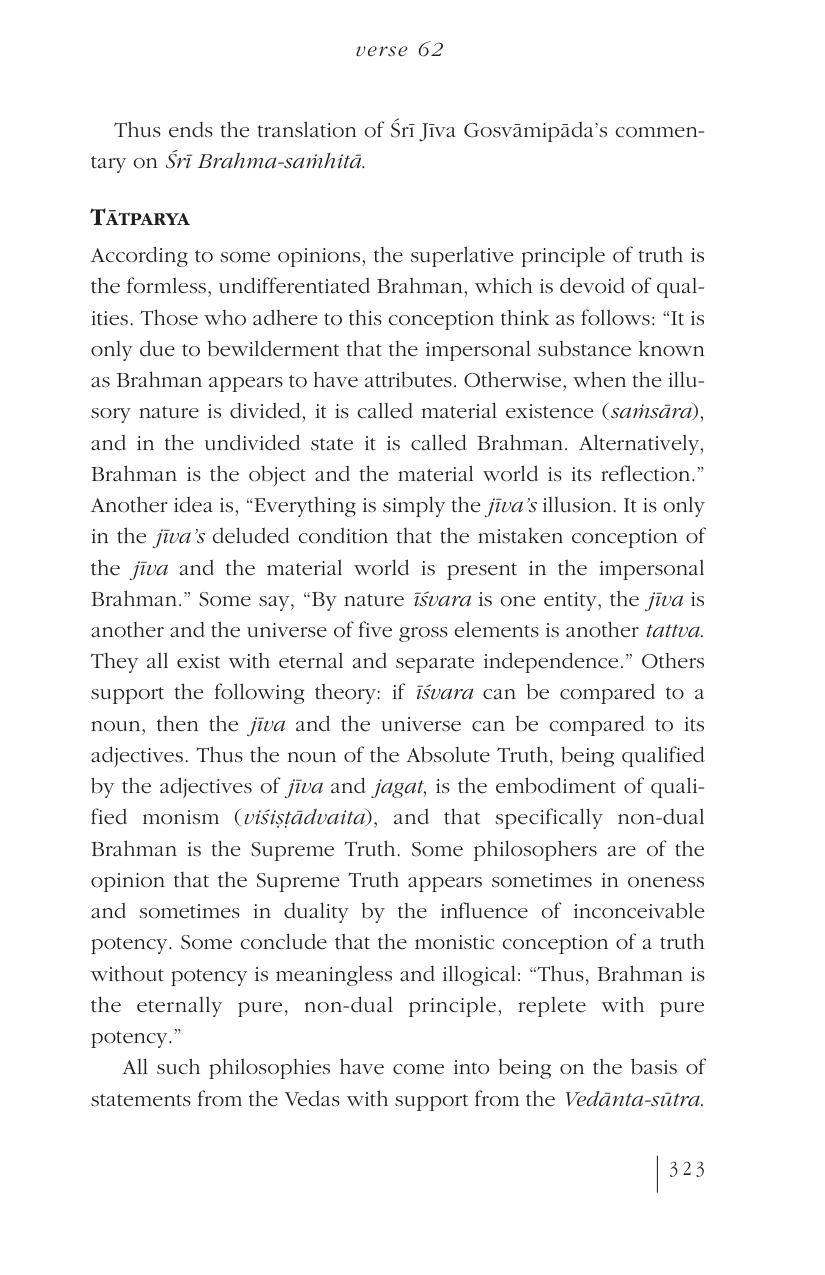 verse 62
Thus ends the translation of Śrī Jīva Gosvāmipāda’s commen-
tary on Śrī Brahma-saṁhitā.
Tātparya
According to some opinions, the superlative principle of truth is
the formless, undifferentiated Brahman, which is devoid of qual-
ities. Those who adhere to this conception think as follows: “It is
only due to bewilderment that the impersonal substance known
as Brahman appears to have attributes. Otherwise, when the illu-
sory nature is divided, it is called material existence (saṁsāra),
and in the undivided state it is called Brahman. Alternatively,
Brahman is the object and the material world is its reflection.”
Another idea is, “Everything is simply the jīva’s illusion. It is only
in the jīva’s deluded condition that the mistaken conception of
the jīva and the material world is present in the impersonal
Brahman.” Some say, “By nature īśvara is one entity, the jīva is
another and the universe of five gross elements is another tattva.
They all exist with eternal and separate independence.” Others
support the following theory: if īśvara can be compared to a
noun, then the jīva and the universe can be compared to its
adjectives. Thus the noun of the Absolute Truth, being qualified
by the adjectives of jīva and jagat, is the embodiment of quali-
fied monism (viśiṣṭādvaita), and that specifically non-dual
Brahman is the Supreme Truth. Some philosophers are of the
opinion that the Supreme Truth appears sometimes in oneness
and sometimes in duality by the influence of inconceivable
potency. Some conclude that the monistic conception of a truth
without potency is meaningless and illogical: “Thus, Brahman is
the eternally pure, non-dual principle, replete with pure
potency.”
All such philosophies have come into being on the basis of
statements from the Vedas with support from the Vedānta-sūtra.
323